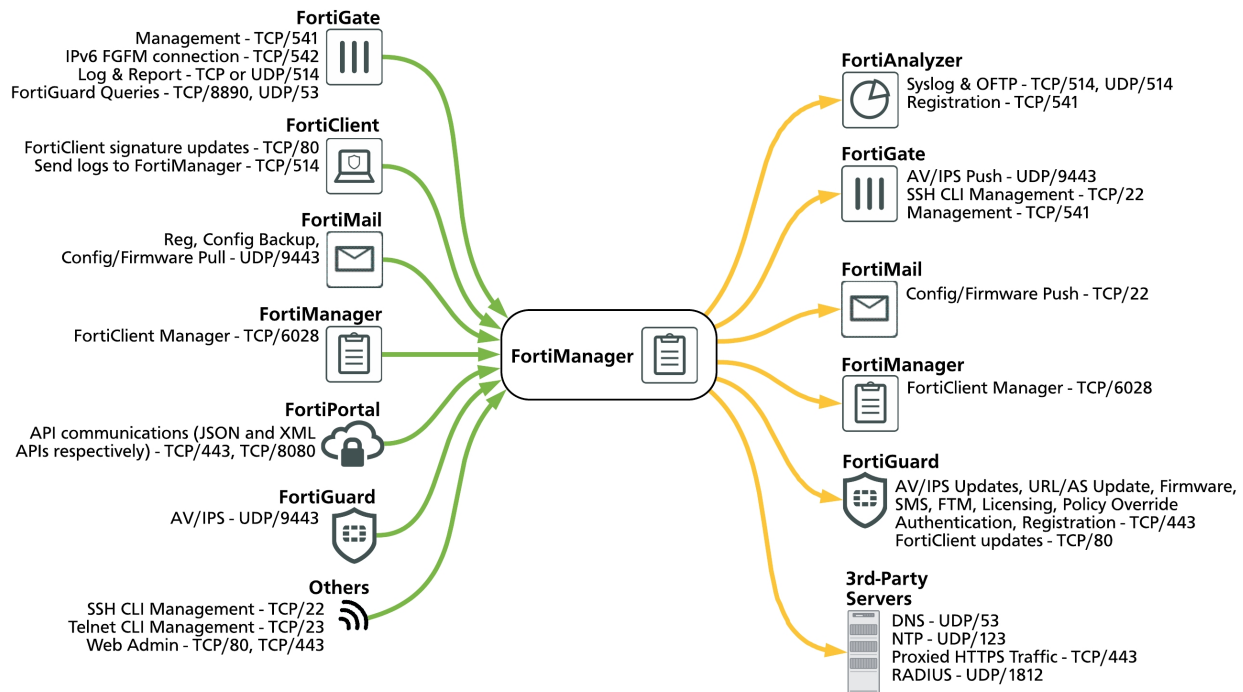 FortiGate
Management - TCP/541
IPv6 FGFM connection - TCP/542
Log & Report - TCP or UDP/514
FortiGuard Queries - TCP/8890, UDP/53
FortiClient
FortiClient signature updates - TCP/80
Send logs to FortiManager - TCP/514
FortiMail
Reg, Config Backup,
Config/Firmware Pull - UDP/9443
FortiManager
FortiClient Manager - TCP/6028
FortiPortal
API communications (JSON and XML
APIs respectively) - TCP/443, TCP/8080
FortiGuard
AV/IPS - UDP/9443
Others
SSH CLI Management - TCP/22
Telnet CLI Management - TCP/23
Web Admin - TCP/80, TCP/443
FortiManager
FortiAnalyzer
Syslog & OFTP - TCP/514, UDP/514
Registration - TCP/541
FortiGate
AV/IPS Push - UDP/9443
SSH CLI Management - TCP/22
Management - TCP/541
FortiMail
Config/Firmware Push - TCP/22
FortiManager
FortiClient Manager - TCP/6028
FortiGuard
AV/IPS Updates, URL/AS Update, Firmware,
SMS, FTM, Licensing, Policy Override
Authentication, Registration - TCP/443
FortiClient updates - TCP/80
3rd-Party
Servers
DNS - UDP/53
NTP - UDP/123
Proxied HTTPS Traffic - TCP/443
RADIUS - UDP/1812